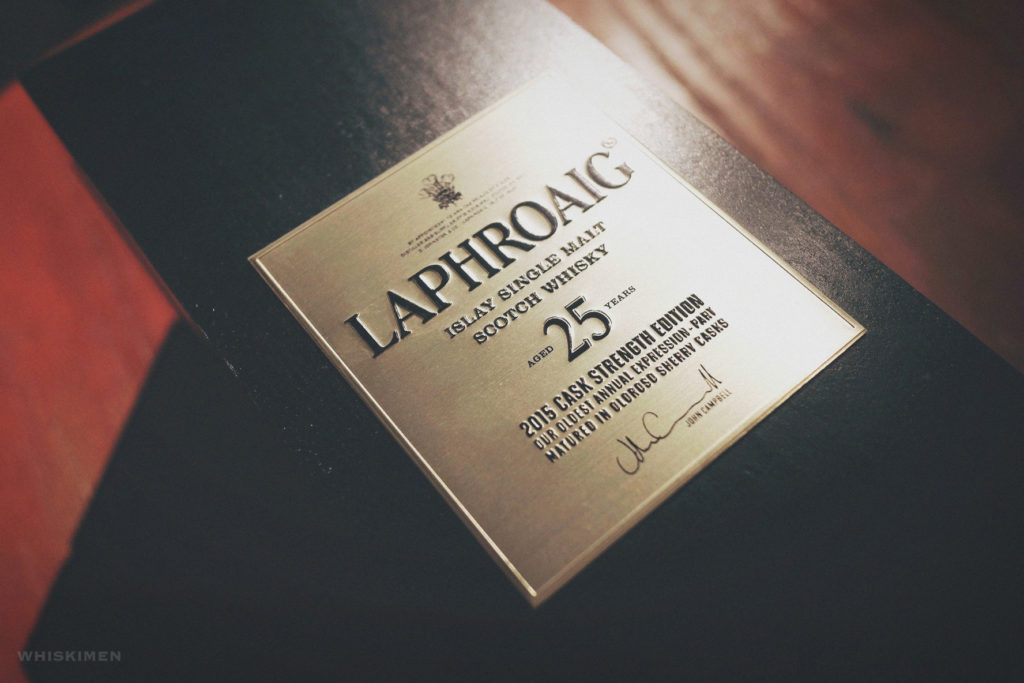 LAPHROAIG®
ISLAY SINGLE MALT
SCOTCH WHISKY
AGED 25 YEARS
2015 CASK STRENGTH EDITION
OUR OLDEST ANNUAL EXPRESSION - PART
MATURED IN OLOROSO SHERRY CASKS
JOHN CAMPBELL
WHISKIMEN